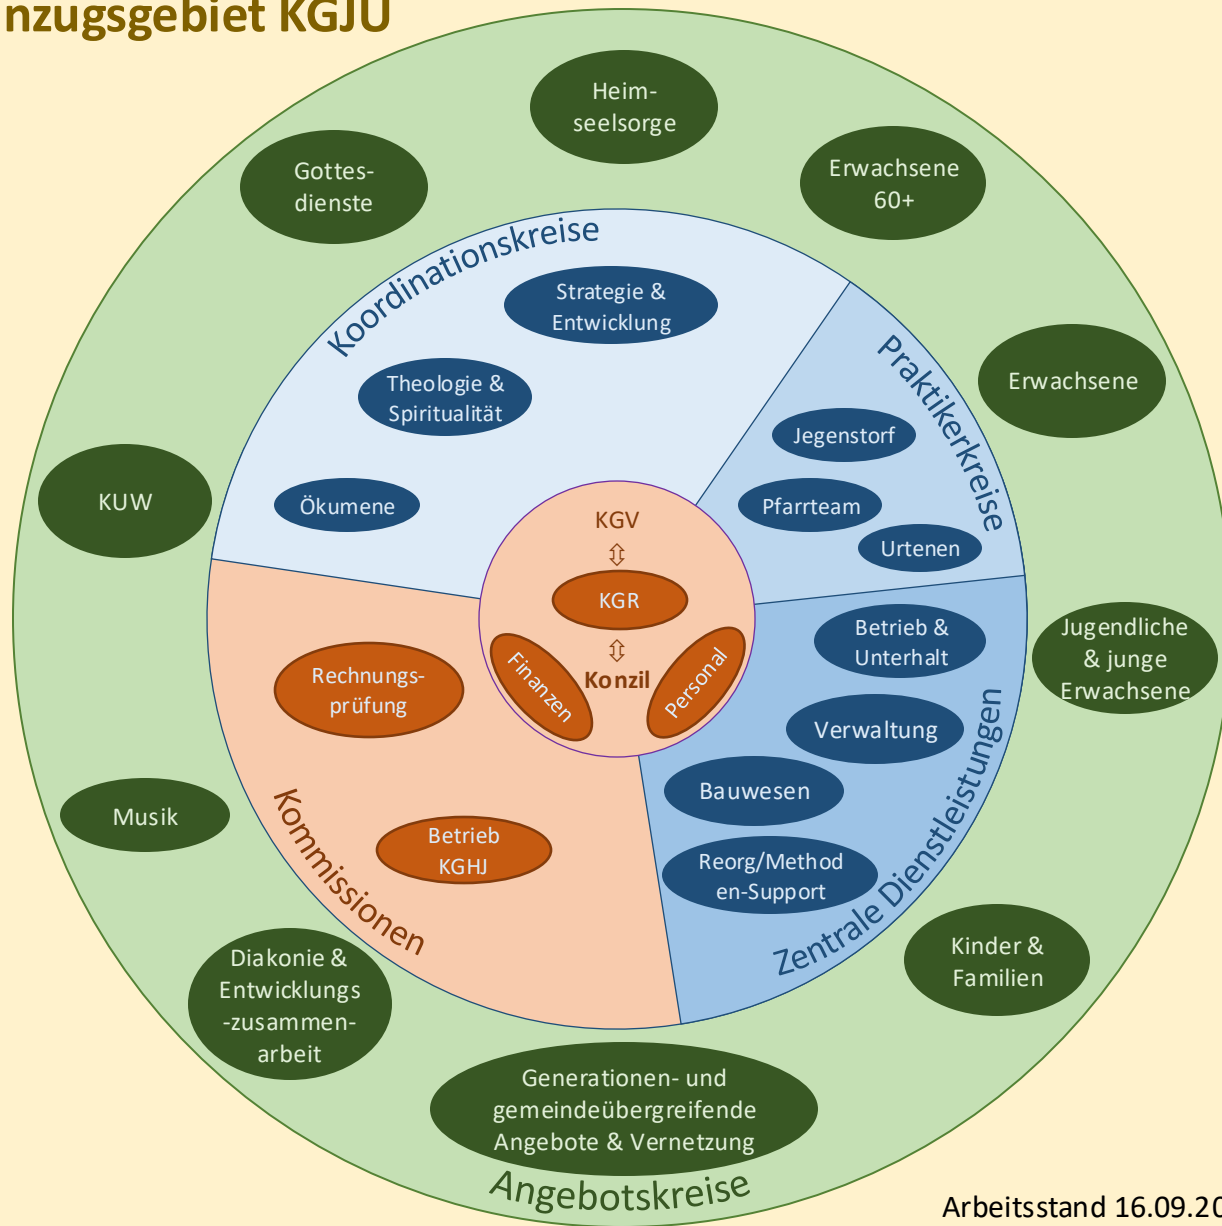 nzugsgebiet KGJU
Heim-
seelsorge
Gottes-
dienste
Erwachsene
60+
Koordinationskreise
Strategie &
Entwicklung
Theologie &
Spiritualität
Ökumene
Praktikerkreise
Jegenstorf
Pfarrteam
Urtenen
Erwachsene
KUW
KGV
KGR
Konzil
Finanzen
Personal
Betrieb &
Unterhalt
Verwaltung
Bauwesen
Reorg/Method
en-Support
Zentrale Dienstleistungen
Jugendliche
& junge
Erwachsene
Rechnungs-
prüfung
Betrieb
KGHJ
Kommissionen
Musik
Kinder &
Familien
Diakonie &
Entwicklungs
-zusammen-
arbeit
Generationen- und
gemeindeübergreifende
Angebote & Vernetzung
Angebotskreise
Arbeitsstand 16.09.20